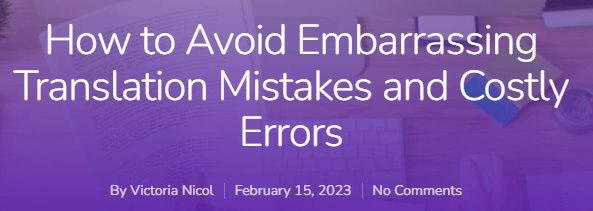 How to Avoid Embarrassing
Translation Mistakes and Costly
Errors
By Victoria Nicol | February 15, 2023 | No Comments